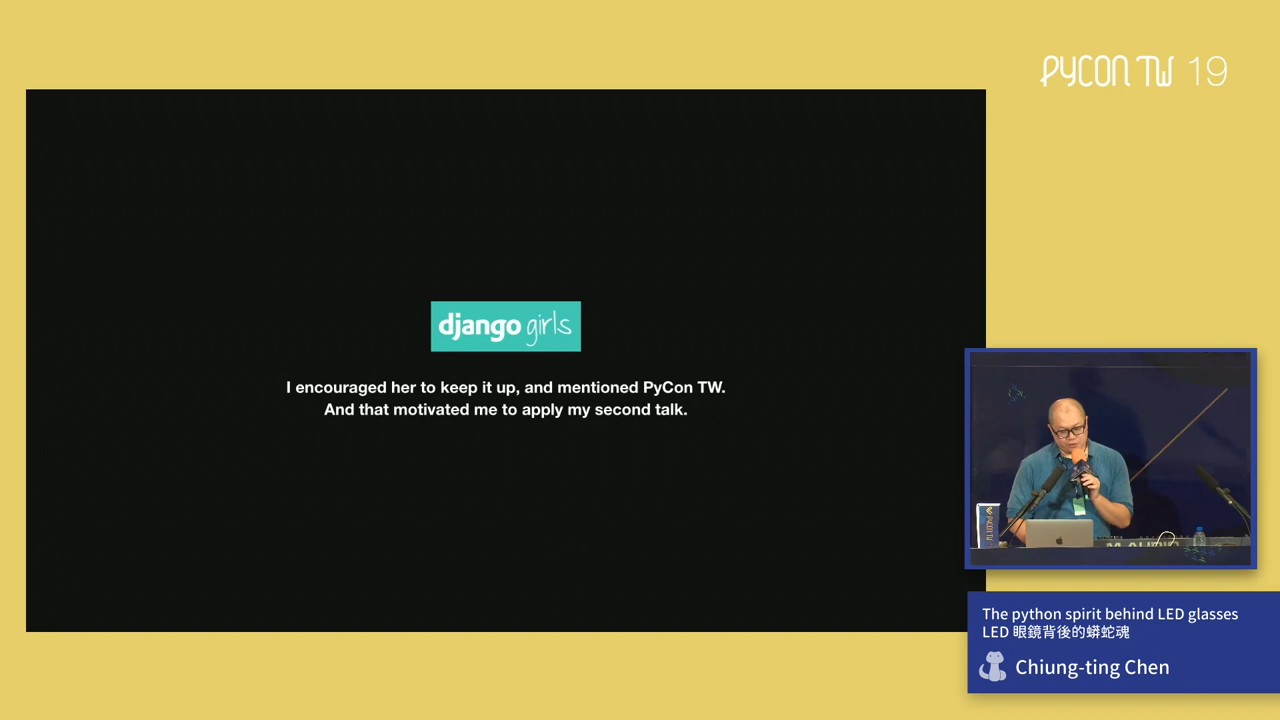 PYCON TW 19
django girls
I encouraged her to keep it up, and mentioned PyCon TW.
And that motivated me to apply my second talk.
M-AUDIO
The python spirit behind LED glasses
LED 眼鏡背後的蟒蛇魂
Chiung-ting Chen